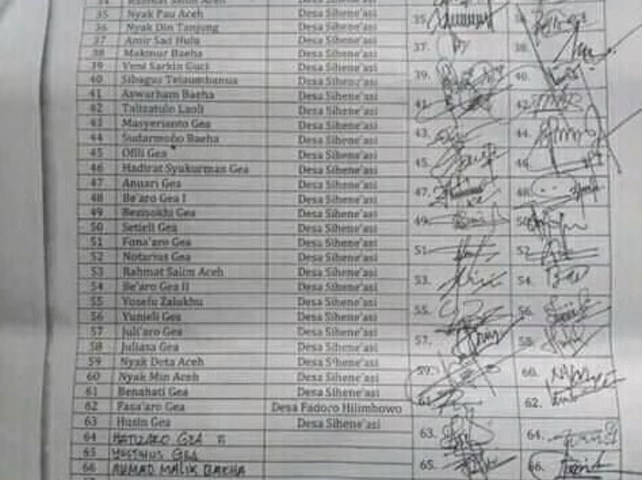 35 Nyak Pau Aceh Desa Sihene'asi 35.
36 Nyak Din Tanjung Desa Sihene'asi
37 Amir Sad Hulu Desa Sihene'asi 37.
38 Makmur Baeha Desa Sihene'asi 38.
39 Yeni Sarkin Guci Desa Sihene'asi 39.
40 Sibagus Telaumbanua Desa Sihene'asi 40.
41 Aswarham Baeha Desa Sihene'asi 41.
42 Talizatulo Laoli Desa Sihene'asi 42.
43 Masyerianto Gea Desa Sihene'asi 43.
44 Sudarmono Baeha Desa Sihene'asi 44.
45 Ofili Gea Desa Sihene'asi 45.
46 Hadirat Syukurman Gea Desa Sihene'asi 46.
47 Anuari Gea Desa Sihene'asi 47.
48 Be'aro Gea I Desa Sihene'asi 48.
49 Bezisokhi Gea Desa Sihene'asi 49.
50 Setieli Gea Desa Sihene'asi 50.
51 Fona'aro Gea Desa Sihene'asi 51.
52 Notarius Gea Desa Sihene'asi 52.
53 Rahmat Salim Aceh Desa Sihene'asi 53.
54 Be'aro Gea II Desa Sihene'asi 54.
55 Yosefu Zalukhu Desa Sihene'asi 55.
56 Yunieli Gea Desa Sihene'asi 56.
57 Juli'aro Gea Desa Sihene'asi 57.
58 Juliasa Gea Desa Sihene'asi 58.
59 Nyak Deta Aceh Desa Sihene'asi 59.
60 Nyak Min Aceh Desa Sihene'asi 60.
61 Benahati Gea Desa Sihene'asi 61.
62 Fasa'aro Gea Desa Fadoro Hilimbowo 62.
63 Husin Gea Desa Sihene'asi 63.
64 HATIZARO GEA 64.
65 YUSTINUS GEA 65.
66 AHMAD MALIK BAEHA 66.